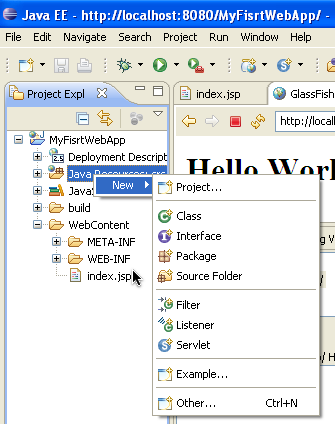 Java EE - http://localhost:8080/MyFisrtWebApp/ -
File Edit Navigate Search Project Run Window
Project Expl
index.jsp
GlassFish
http://local
MyFisrtWebApp
Deployment Descript
Java Resources: src
Java
build
WebContent
META-INF
WEB-INF
index.jsp
Hello Worl
New
Project...
Class
Interface
Package
Source Folder
Filter
Listener
Servlet
Example...
Other... Ctrl+N